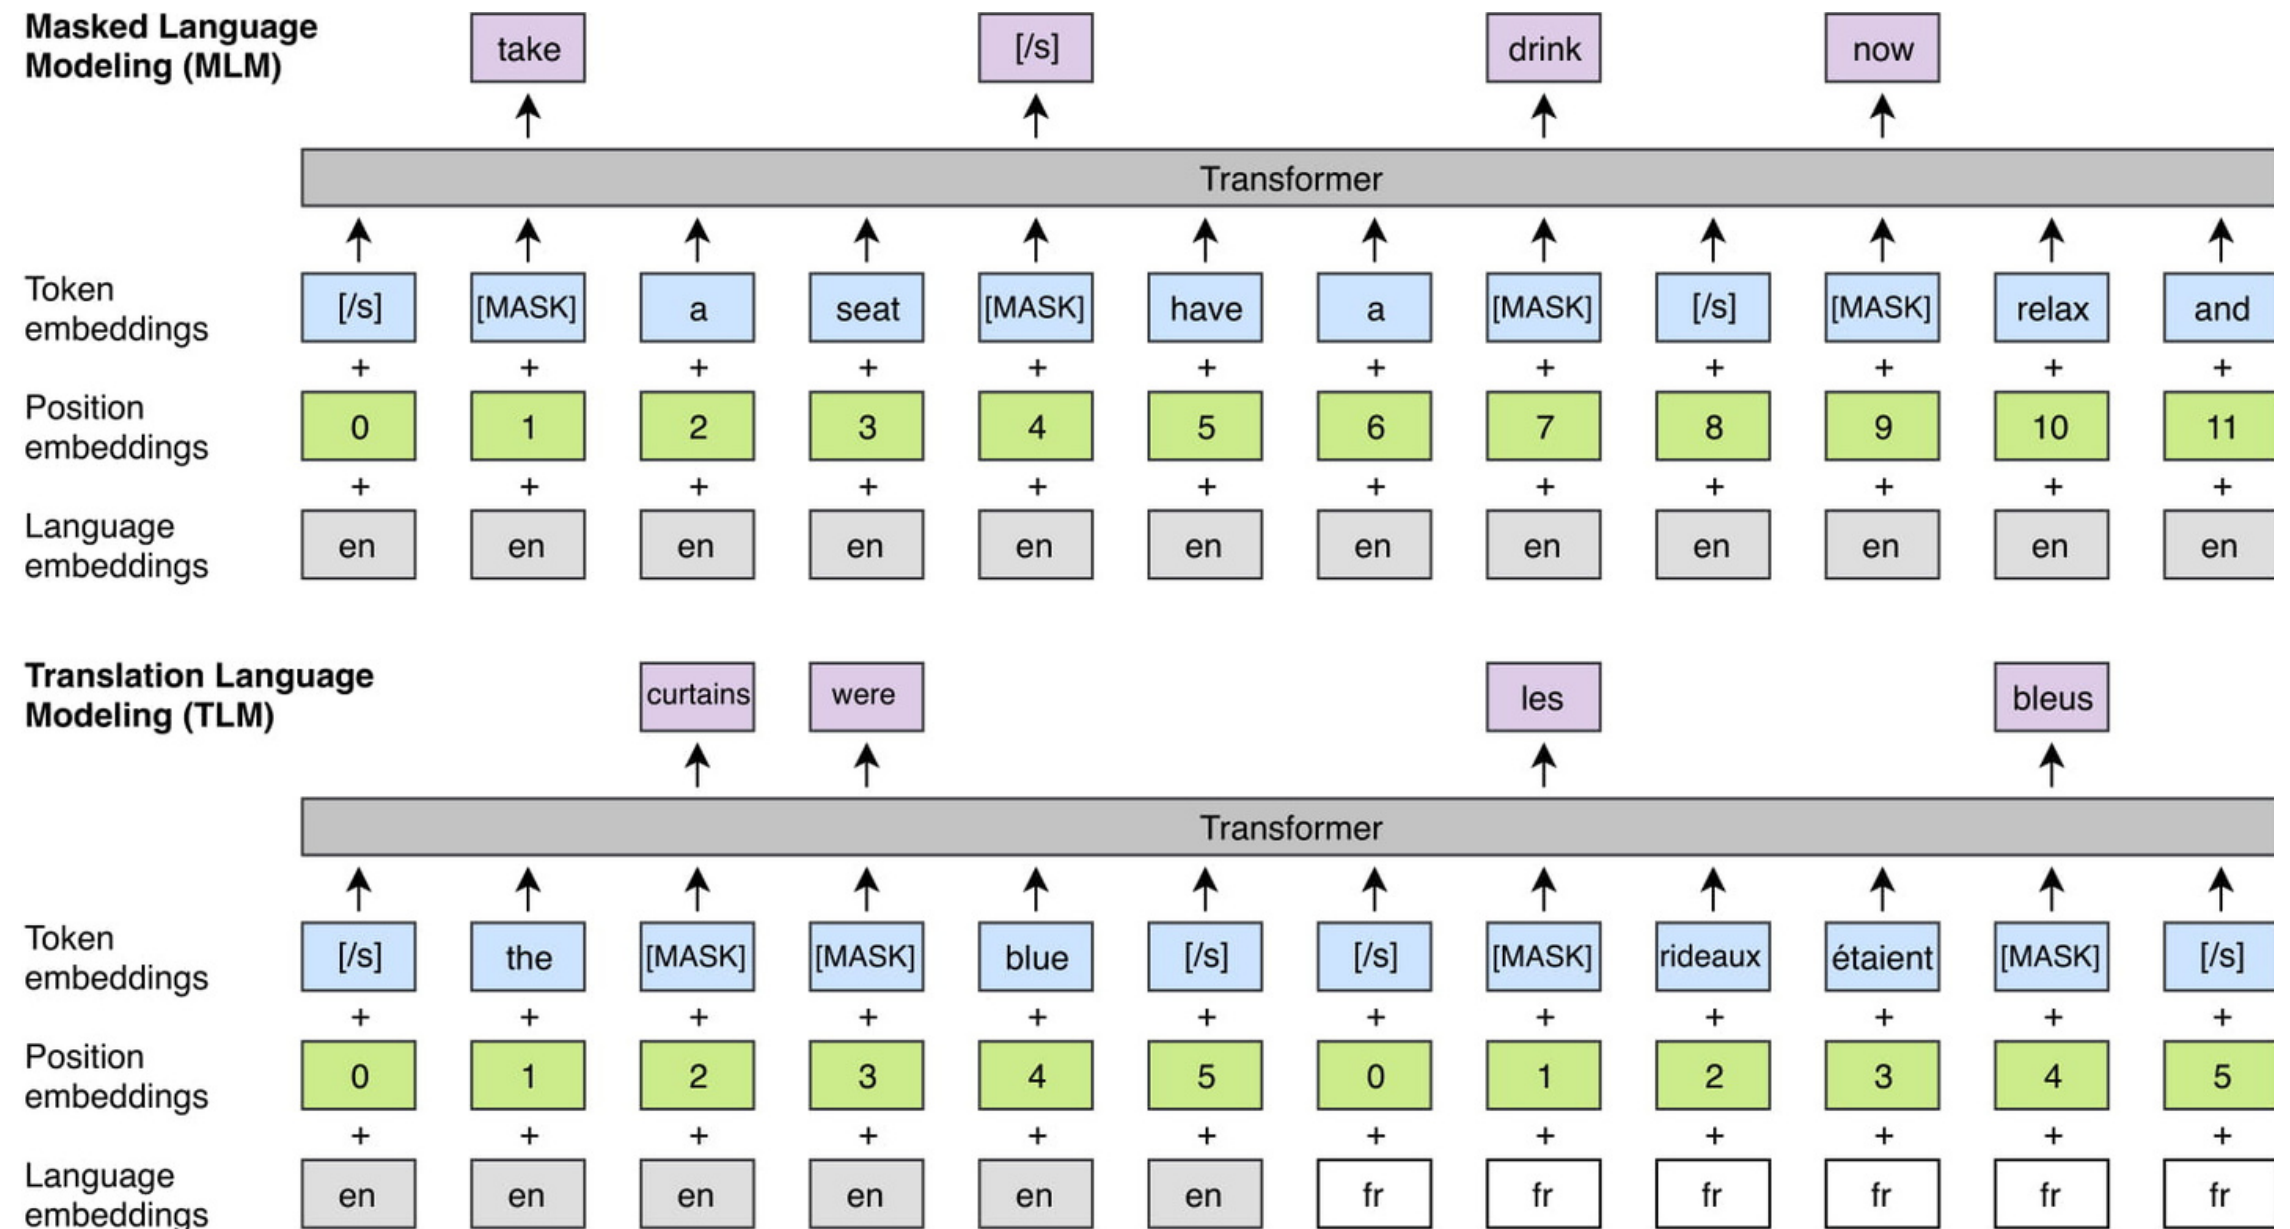 Masked Language
Modeling (MLM)
take [/s] drink now
Transformer
Token
embeddings
[/s] [MASK] a seat [MASK] have a [MASK] [/s] [MASK] relax and
+ + + + + + + + + + + +
Position
embeddings
0 1 2 3 4 5 6 7 8 9 10 11
+ + + + + + + + + + + +
Language
embeddings
en en en en en en en en en en en en
Translation Language
Modeling (TLM)
curtains were les bleus
Transformer
Token
embeddings
[/s] the [MASK] [MASK] blue [/s] [/s] [MASK] rideaux étaient [MASK] [/s]
+ + + + + + + + + + + +
Position
embeddings
0 1 2 3 4 5 0 1 2 3 4 5
+ + + + + + + + + + + +
Language
embeddings
en en en en en en fr fr fr fr fr fr